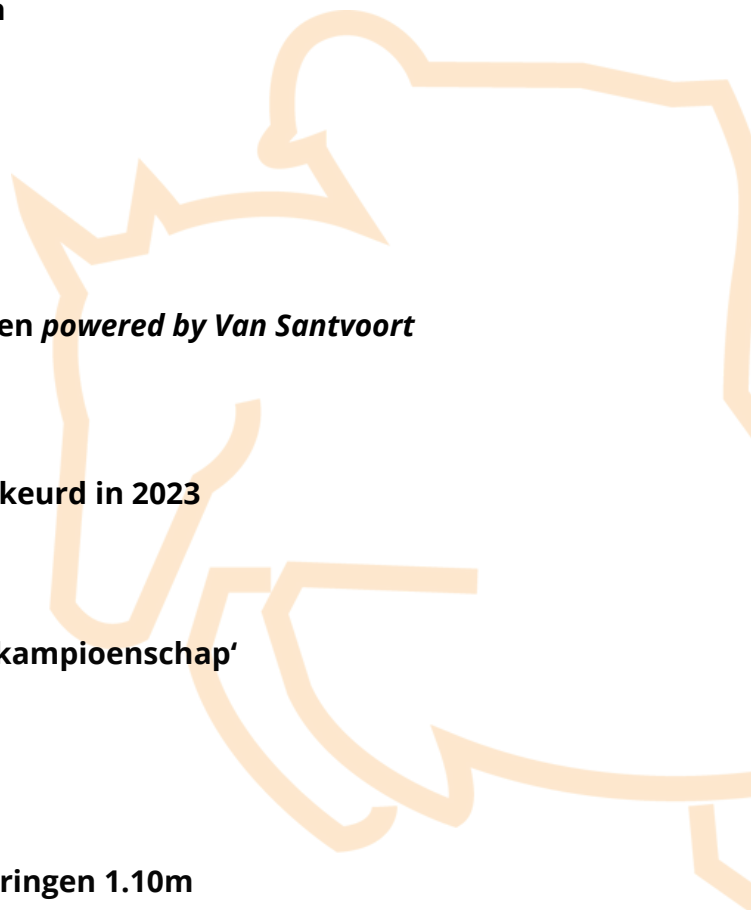 en powered by Van Santvoort
keurd in 2023
kampioenschap‘
ringen 1.10m